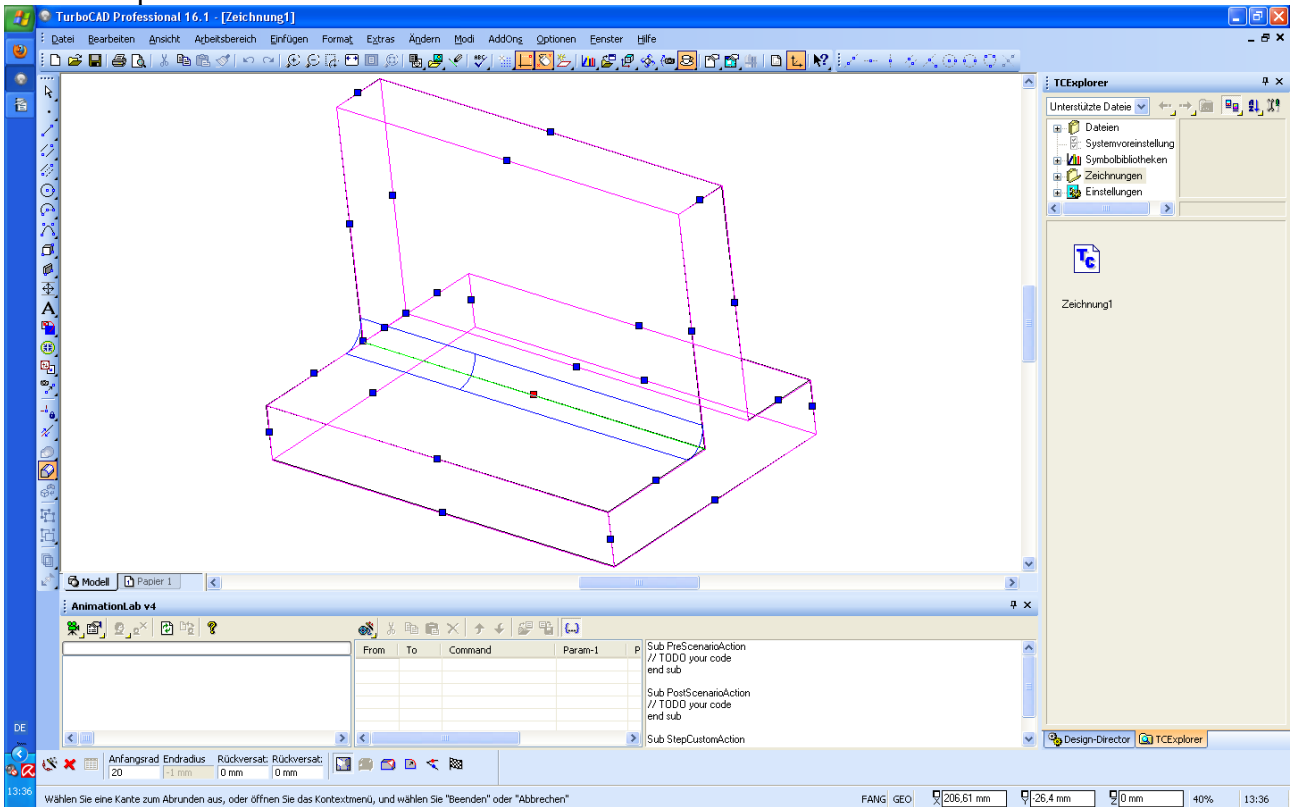 TurboCAD Professional 16.1 - [Zeichnung1]
Datei Bearbeiten Ansicht Arbeitsbereich Einfügen Format Extras Ändern Modi AddOns Optionen Fenster Hilfe
TCExplorer
Unterstützte Dateie
Dateien
Systemvoreinstellung
Symbolbibliotheken
Zeichnungen
Einstellungen
Zeichnung1
Modell Papier 1
AnimationLab v4
From To Command Param-1 P
Sub PreScenarioAction
// TODO your code
end sub
Sub PostScenarioAction
// TODO your code
end sub
Sub StepCustomAction
Design-Director TCExplorer
DE
Anfangsrad Endradius Rückversat: Rückversat:
20 -1 mm 0 mm 0 mm
13:36
Wählen Sie eine Kante zum Abrunden aus, oder öffnen Sie das Kontextmenü, und wählen Sie "Beenden" oder "Abbrechen"
FANG GEO 206,61 mm -26,4 mm 0 mm 40% 13:36